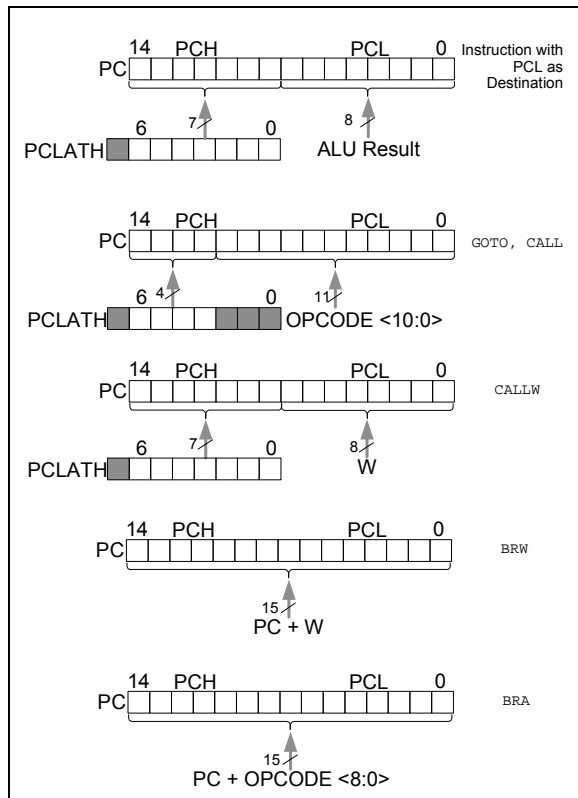 14 PCH PCL 0 Instruction with
PC PCL as
Destination
7 8
6 0
PCLATH ALU Result
14 PCH PCL 0
PC GOTO, CALL
4 11
6 0
PCLATH OPCODE <10:0>
14 PCH PCL 0
PC CALLW
7 8
6 0
PCLATH W
14 PCH PCL 0
PC BRW
15
PC + W
14 PCH PCL 0
PC BRA
15
PC + OPCODE <8:0>